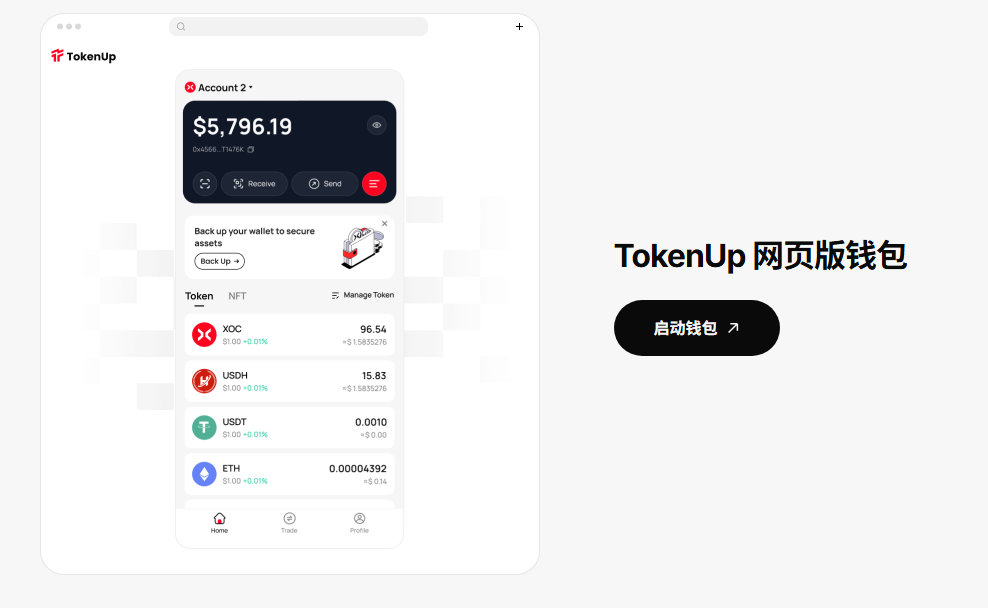 TokenUp
Account 2
$5,796.19
0x4566...T1476K
Receive
Send
Back up your wallet to secure
assets
Back Up →
Token NFT Manage Token
XOC 96.54
$1.00 +0.01% ≈$ 1.5835276
USDH 15.83
$1.00 +0.01% ≈$ 1.5835276
USDT 0.0010
$1.00 +0.01% ≈$ 0.00
ETH 0.00004392
$1.00 +0.01% ≈$ 0.14
Home Trade Profile
TokenUp 网页版钱包
启动钱包